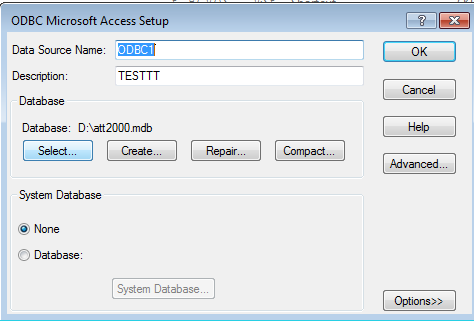 ODBC Microsoft Access Setup
?
Data Source Name: ODBC1
OK
Description: TESTTT
Cancel
Database
Database: D:\att2000.mdb
Help
Select... Create... Repair... Compact...
Advanced...
System Database
None
Database:
System Database...
Options>>